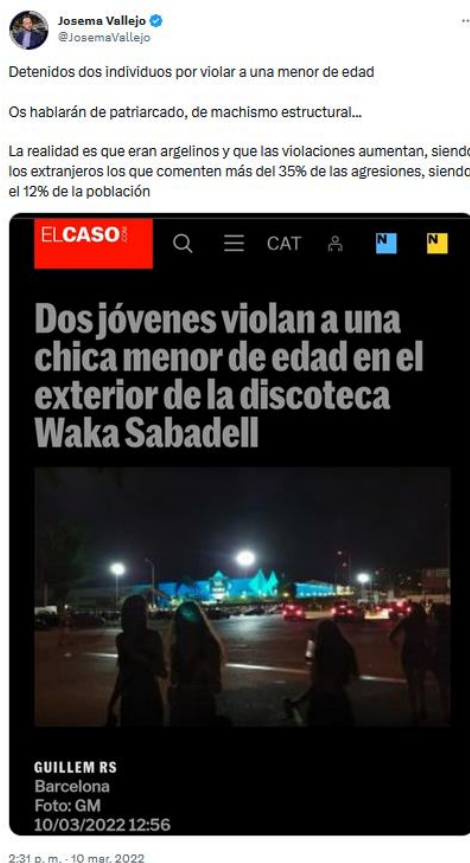 Josema Vallejo
@JosemaVallejo
Detenidos dos individuos por violar a una menor de edad
Os hablarán de patriarcado, de machismo estructural...
La realidad es que eran argelinos y que las violaciones aumentan, siendo
los extranjeros los que comenten más del 35% de las agresiones, siendo
el 12% de la población
ELCASO.COM
CAT
N
N
Dos jóvenes violan a una
chica menor de edad en el
exterior de la discoteca
Waka Sabadell
GUILLEM RS
Barcelona
Foto: GM
10/03/2022 12:56
2:31 p. m. · 10 mar. 2022